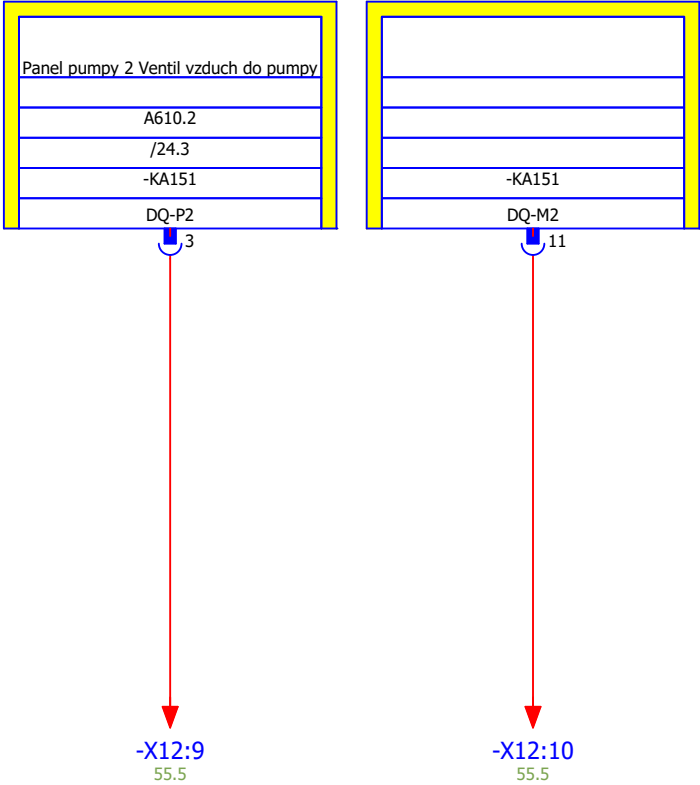 Panel pumpy 2 Ventil vzduch do pumpy
A610.2
/24.3
-KA151
DQ-P2
3
-X12:9
55.5
-KA151
DQ-M2
11
-X12:10
55.5